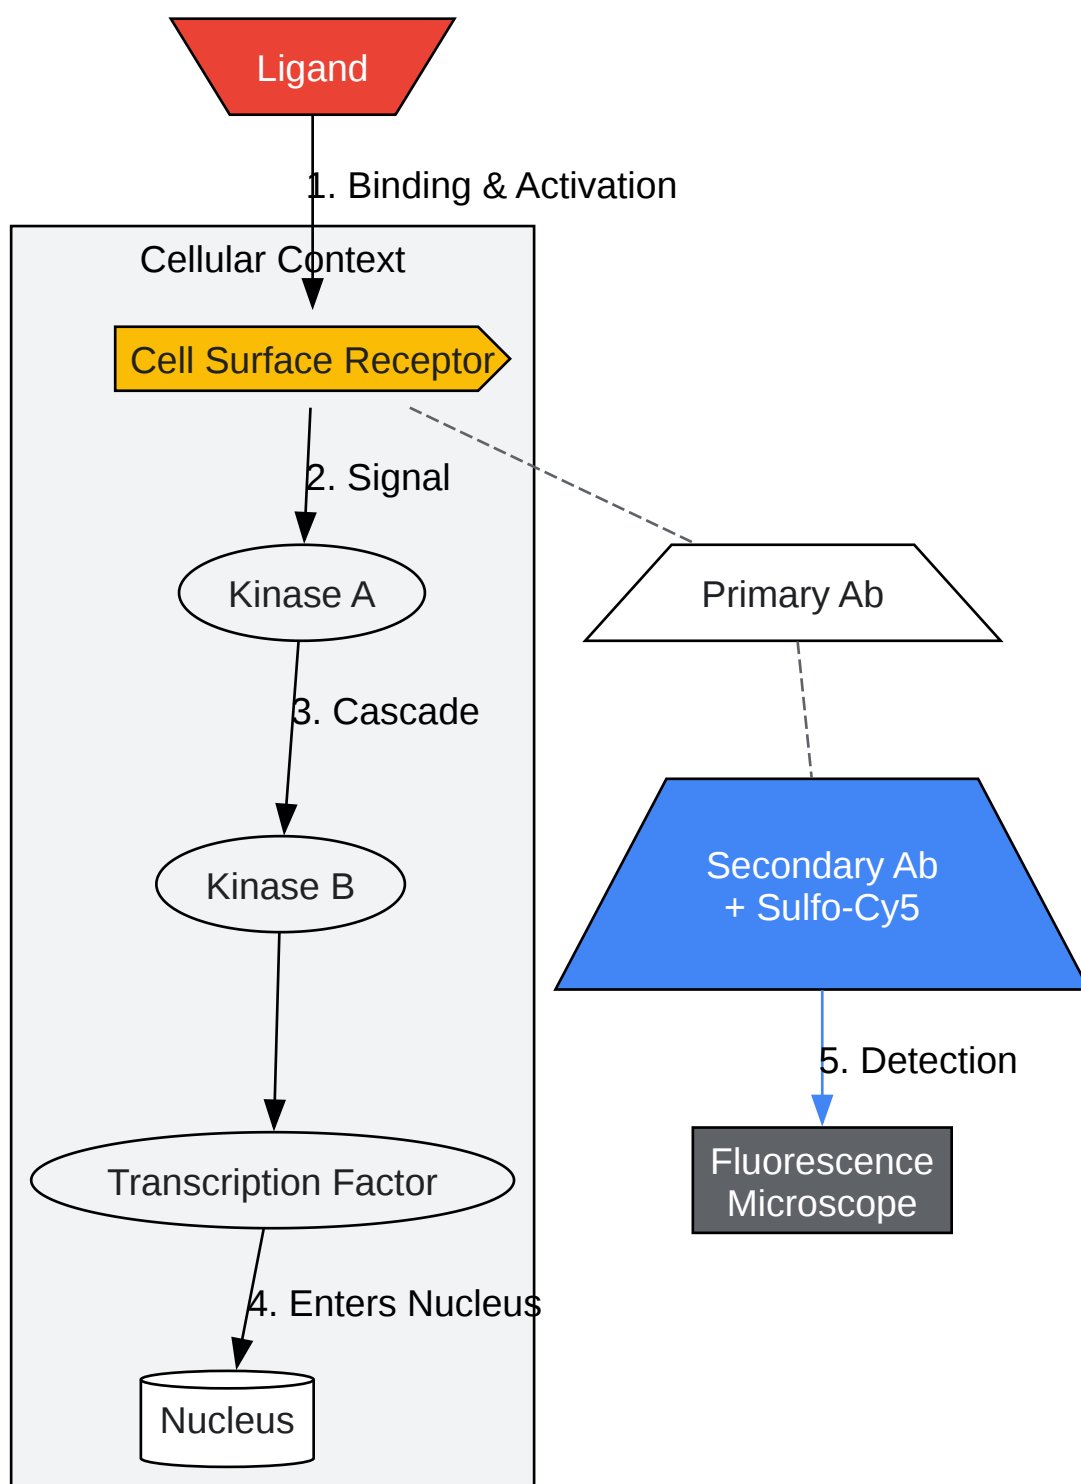 Ligand
1. Binding & Activation
Cellular Context
Cell Surface Receptor
2. Signal
Kinase A
Primary Ab
3. Cascade
Kinase B
Secondary Ab
+ Sulfo-Cy5
5. Detection
Transcription Factor
Fluorescence
Microscope
4. Enters Nucleus
Nucleus